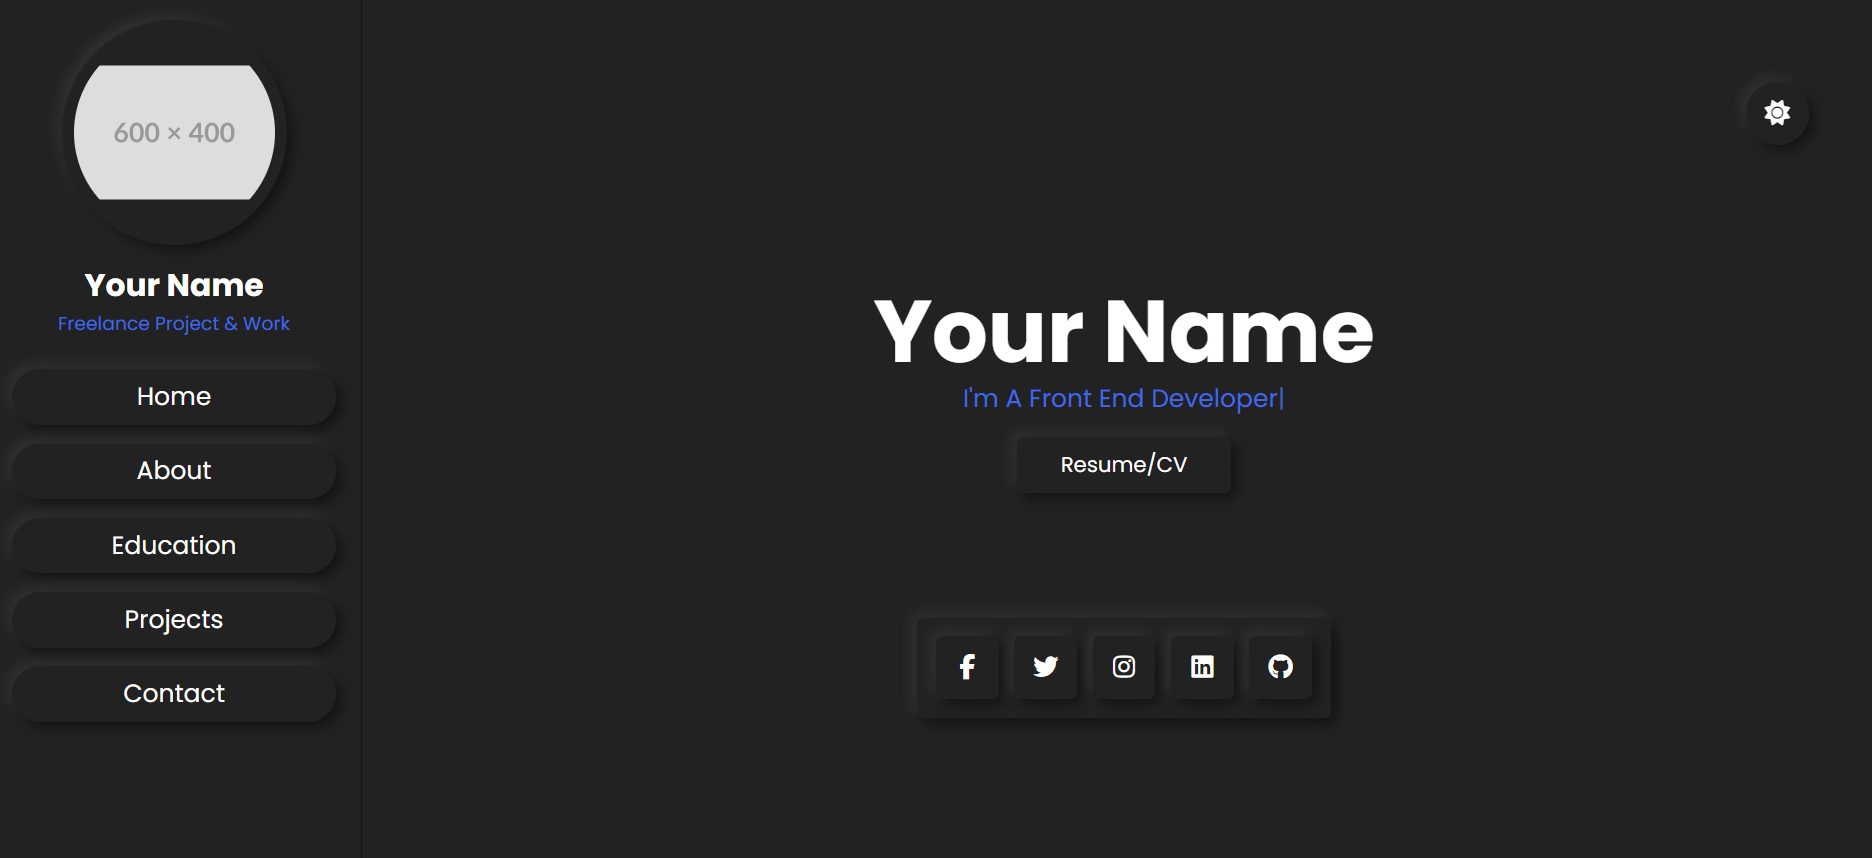 600 × 400
Your Name
Freelance Project & Work
Home
About
Education
Projects
Contact
Your Name
I'm A Front End Developer|
Resume/CV